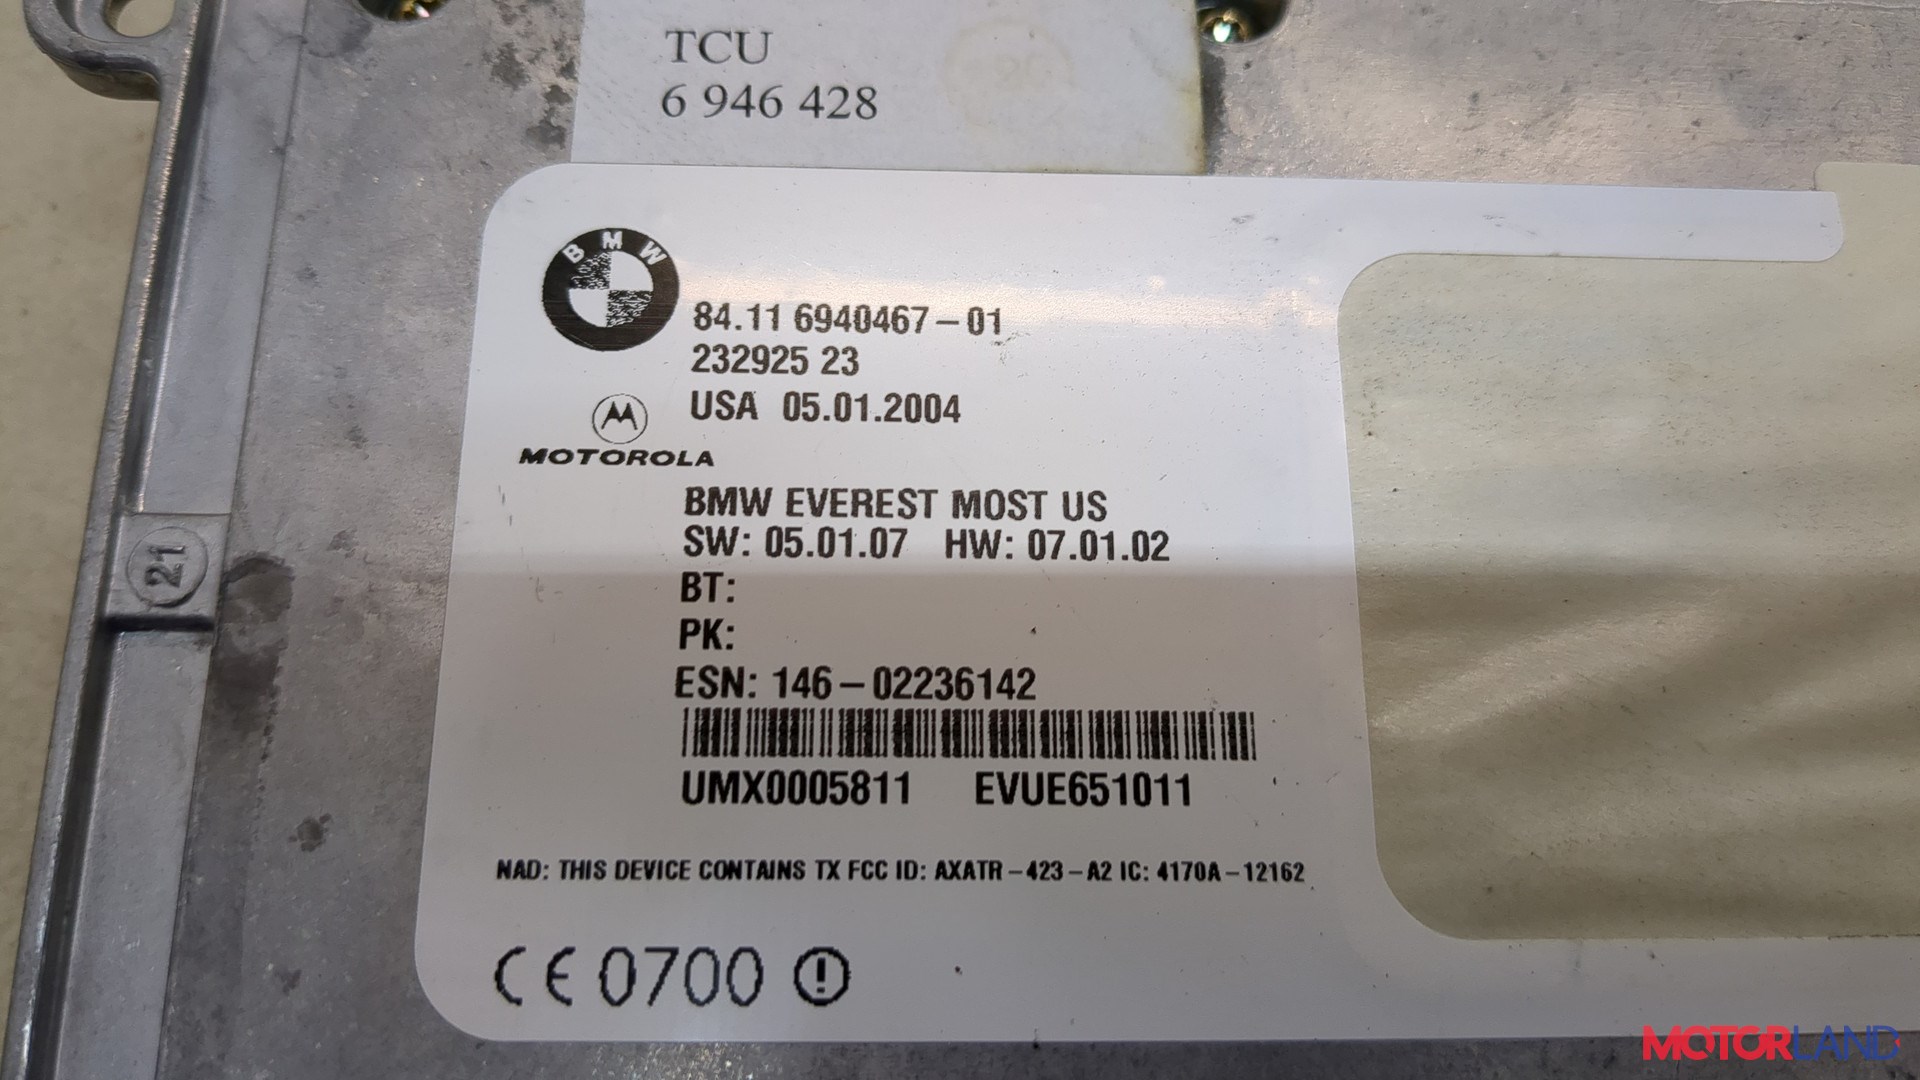 TCU
6 946 428
BMW
84.11 6940467-01
232925 23
USA 05.01.2004
MOTOROLA
BMW EVEREST MOST US
SW: 05.01.07 HW: 07.01.02
BT:
PK:
ESN: 146-02236142
UMX0005811 EVUE651011
NAD: THIS DEVICE CONTAINS TX FCC ID: AXATR-423-A2 IC: 4170A-12162
CE 0700
21
MOTORLAND